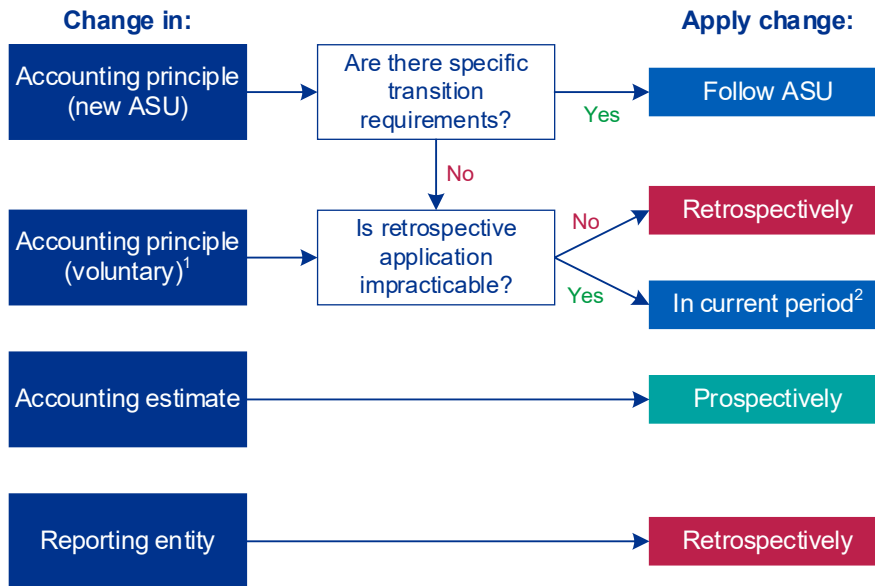 Change in:
Apply change:
Accounting principle
(new ASU)
Are there specific
transition
requirements?
Yes
Follow ASU
No
Accounting principle
(voluntary)1
Is retrospective
application
impracticable?
No
Retrospectively
Yes
In current period2
Accounting estimate
Prospectively
Reporting entity
Retrospectively